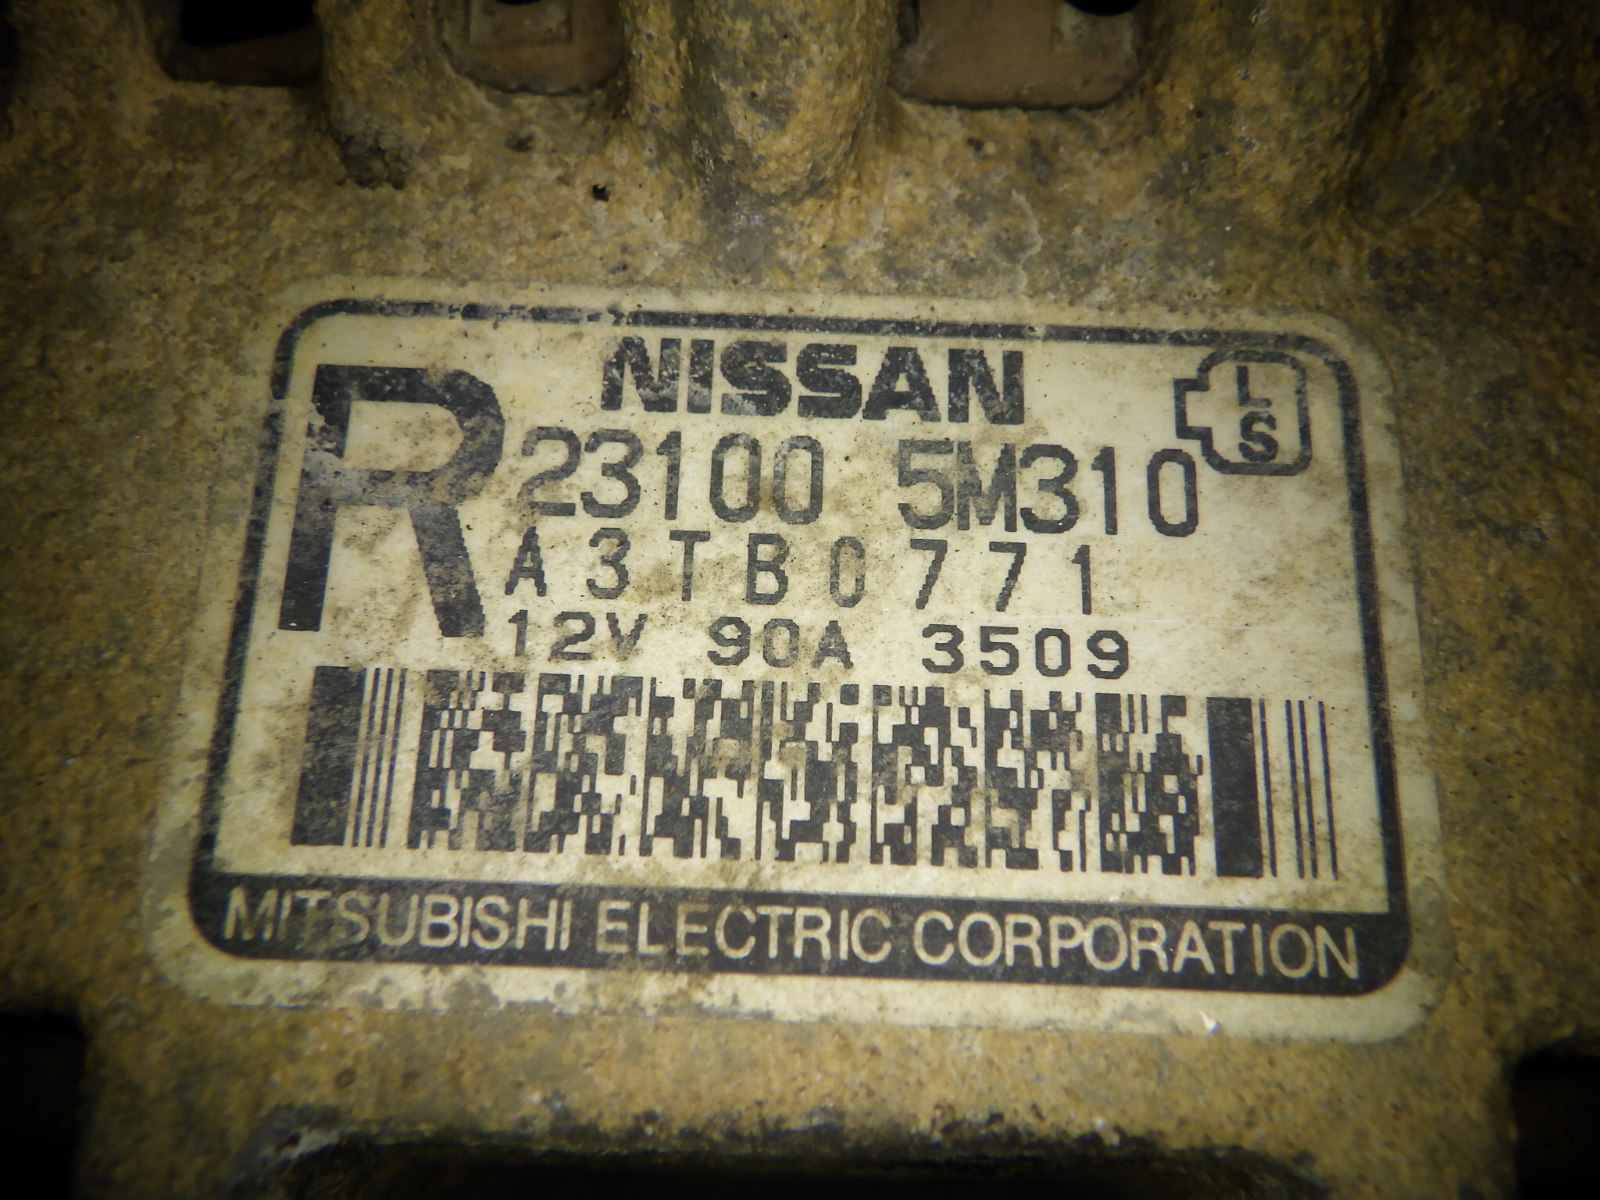 NISSAN
L
S
R
23100 5M310
A3TB0771
12V 90A 3509
MITSUBISHI ELECTRIC CORPORATION